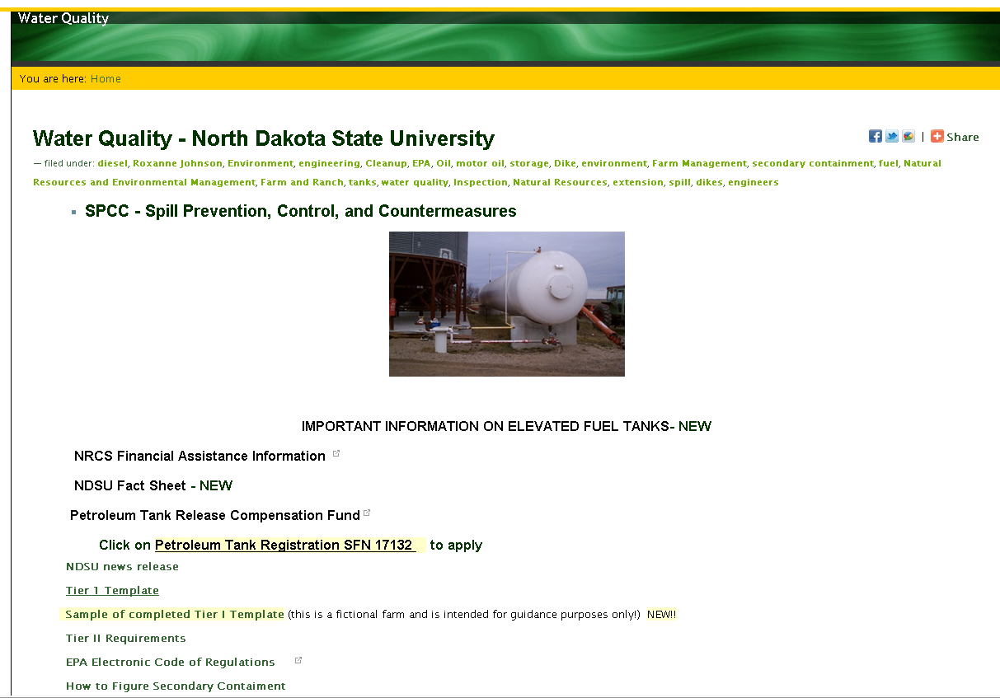 Water Quality
You are here: Home
Water Quality - North Dakota State University
| Share
— filed under: diesel, Roxanne Johnson, Environment, engineering, Cleanup, EPA, Oil, motor oil, storage, Dike, environment, Farm Management, secondary containment, fuel, Natural
Resources and Environmental Management, Farm and Ranch, tanks, water quality, Inspection, Natural Resources, extension, spill, dikes, engineers
SPCC - Spill Prevention, Control, and Countermeasures
IMPORTANT INFORMATION ON ELEVATED FUEL TANKS- NEW
NRCS Financial Assistance Information
NDSU Fact Sheet - NEW
Petroleum Tank Release Compensation Fund
Click on Petroleum Tank Registration SFN 17132 to apply
NDSU news release
Tier 1 Template
Sample of completed Tier I Template (this is a fictional farm and is intended for guidance purposes only!) NEW!!
Tier II Requirements
EPA Electronic Code of Regulations
How to Figure Secondary Contaiment